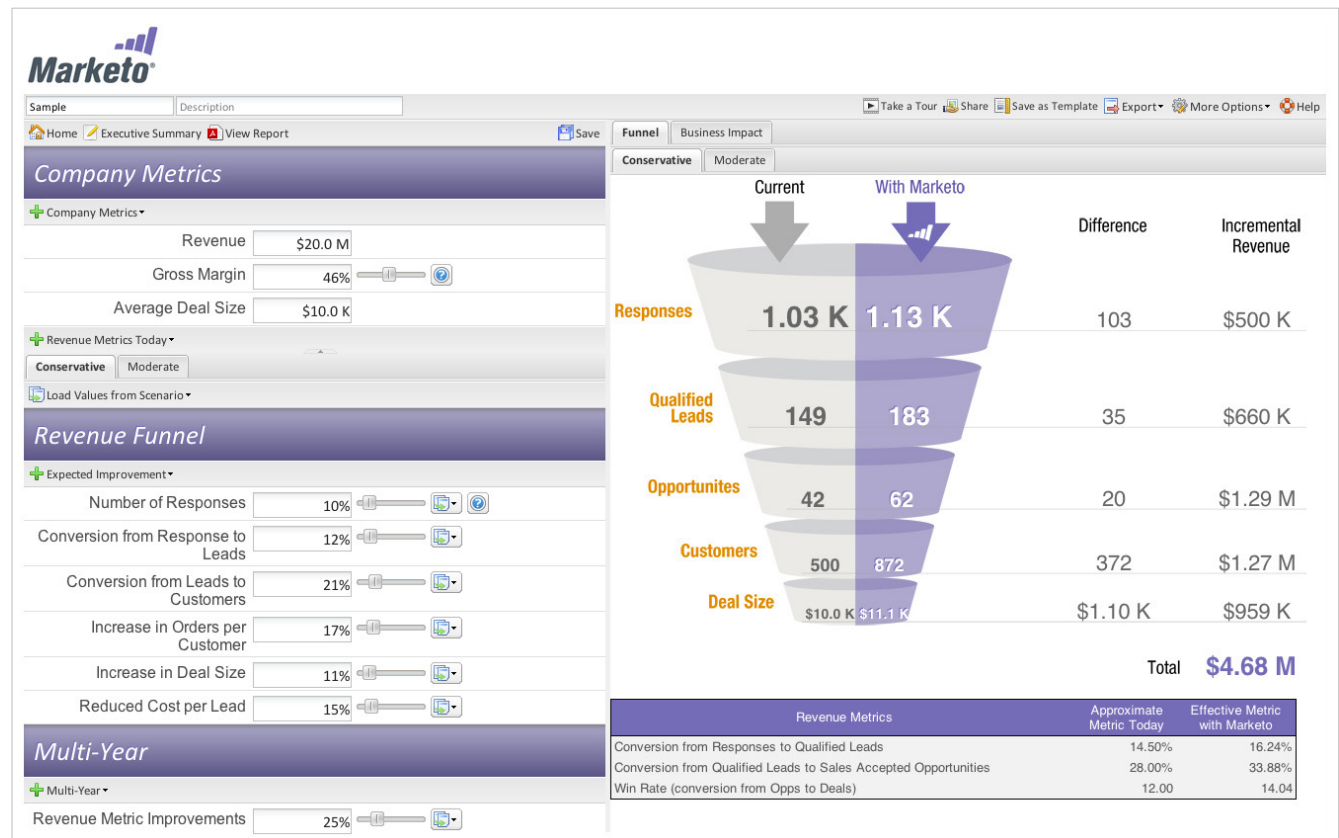 Marketo
Sample Description
Take a Tour Share Save as Template Export More Options Help
Home Executive Summary View Report Save
Company Metrics
Company Metrics
Revenue $20.0 M
Gross Margin 46%
Average Deal Size $10.0 K
Revenue Metrics Today
Conservative Moderate
Load Values from Scenario
Revenue Funnel
Expected Improvement
Number of Responses 10%
Conversion from Response to
Leads 12%
Conversion from Leads to
Customers 21%
Increase in Orders per
Customer 17%
Increase in Deal Size 11%
Reduced Cost per Lead 15%
Multi-Year
Multi-Year
Revenue Metric Improvements 25%
Funnel Business Impact
Conservative Moderate
Current With Marketo
Difference Incremental
Revenue
Responses 1.03 K 1.13 K 103 $500 K
Qualified
Leads 149 183 35 $660 K
Opportunites 42 62 20 $1.29 M
Customers 500 872 372 $1.27 M
Deal Size $10.0 K $11.1 K $1.10 K $959 K
Total $4.68 M
Revenue Metrics Approximate Effective Metric
Metric Today with Marketo
Conversion from Responses to Qualified Leads 14.50% 16.24%
Conversion from Qualified Leads to Sales Accepted Opportunities 28.00% 33.88%
Win Rate (conversion from Opps to Deals) 12.00 14.04